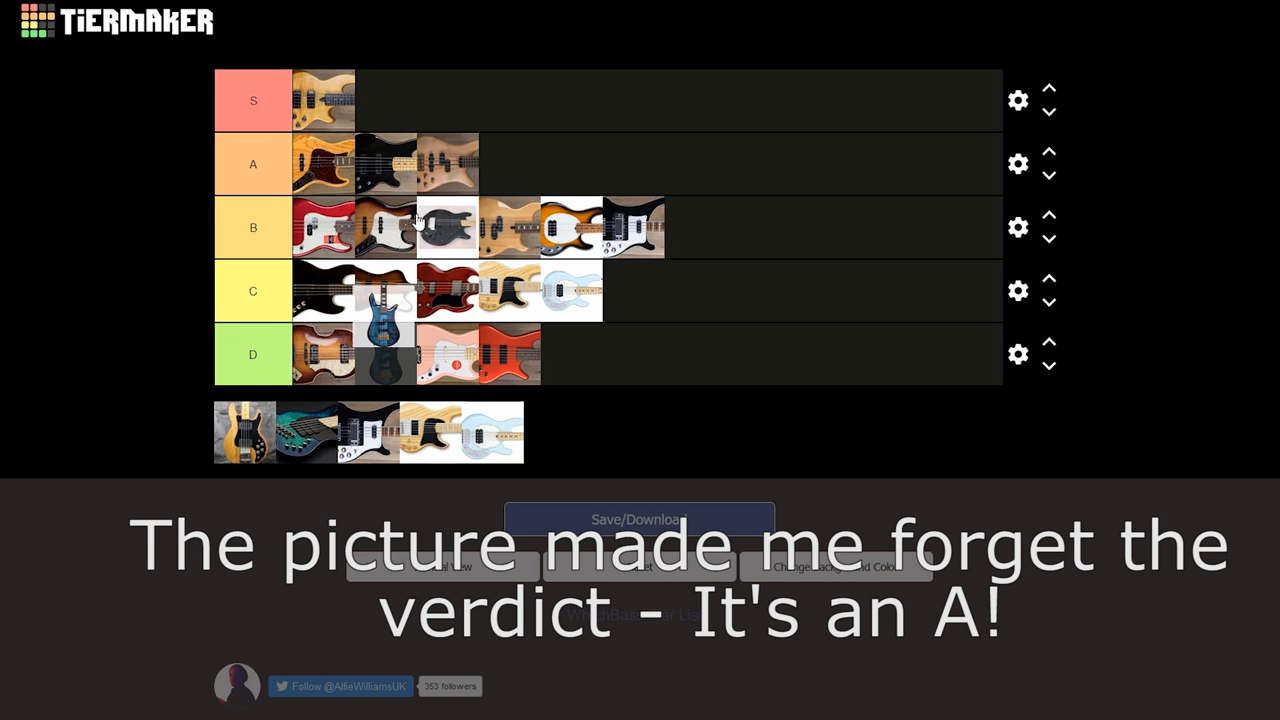 TiERMAKER
S
A
B
C
D
Save/Download
The picture made me forget the
verdict - It's an A!
Follow @AlfieWilliamsUK
353 followers